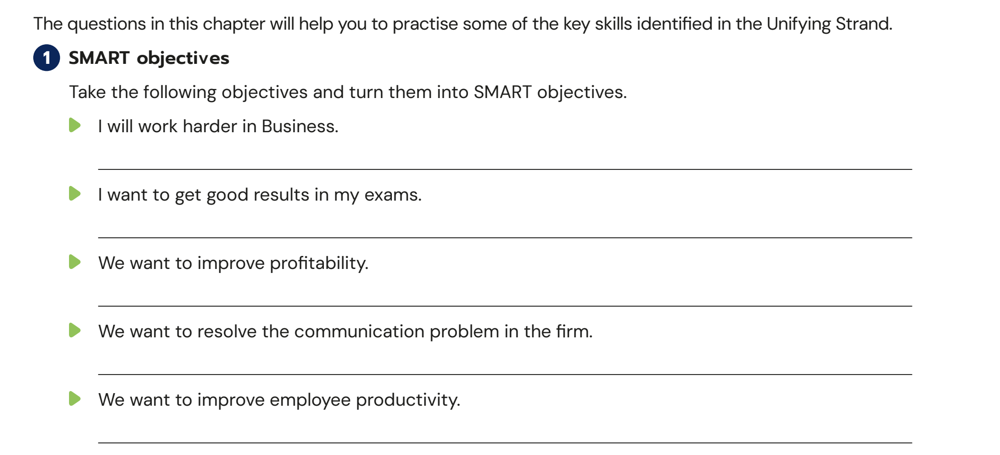 The questions in this chapter will help you to practise some of the key skills identified in the Unifying Strand.
1 SMART objectives
Take the following objectives and turn them into SMART objectives.
I will work harder in Business.
I want to get good results in my exams.
We want to improve profitability.
We want to resolve the communication problem in the firm.
We want to improve employee productivity.